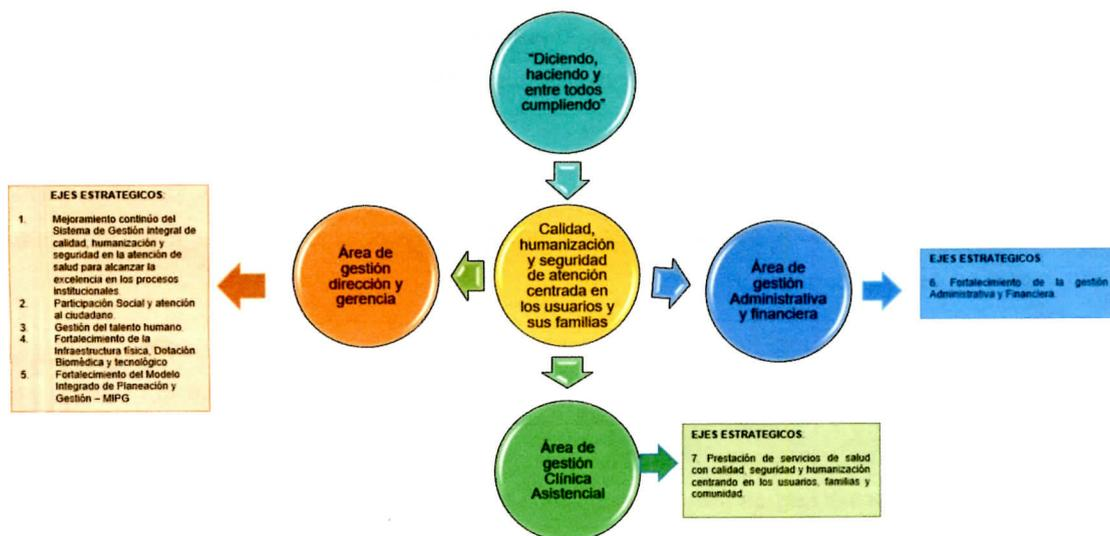 "Diciendo,
haciendo y
entre todos
cumpliendo"
EJES ESTRATEGICOS:
1. Mejoramiento continúo del
Sistema de Gestión integral de
calidad, humanización y
seguridad en la atención de
salud para alcanzar la
excelencia en los procesos
institucionales.
2. Participación Social y atención
al ciudadano.
3. Gestión del talento humano.
4. Fortalecimiento de la
Infraestructura física, Dotación
Biomédica y tecnológico
5. Fortalecimiento del Modelo
Integrado de Planeación y
Gestión – MIPG
Área de
gestión
dirección y
gerencia
Calidad,
humanización
y seguridad
de atención
centrada en
los usuarios y
sus familias
Área de
gestión
Administrativa
y financiera
EJES ESTRATEGICOS:
6. Fortalecimiento de la gestión
Administrativa y Financiera.
Área de
gestión
Clínica
Asistencial
EJES ESTRATEGICOS:
7. Prestación de servicios de salud
con calidad, seguridad y humanización
centrando en los usuarios, familias y
comunidad.